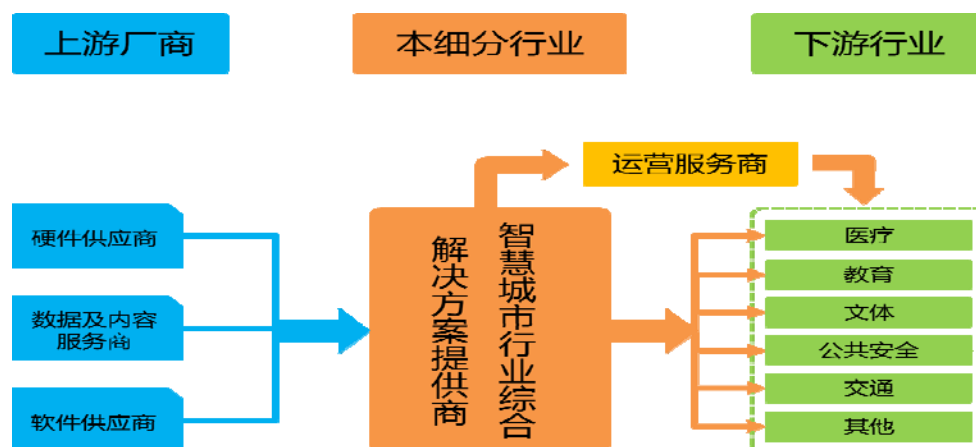 上游厂商
本细分行业
下游行业
运营服务商
硬件供应商
数据及内容
服务商
软件供应商
智慧城市行业综合
解决方案提供商
医疗
教育
文体
公共安全
交通
其他